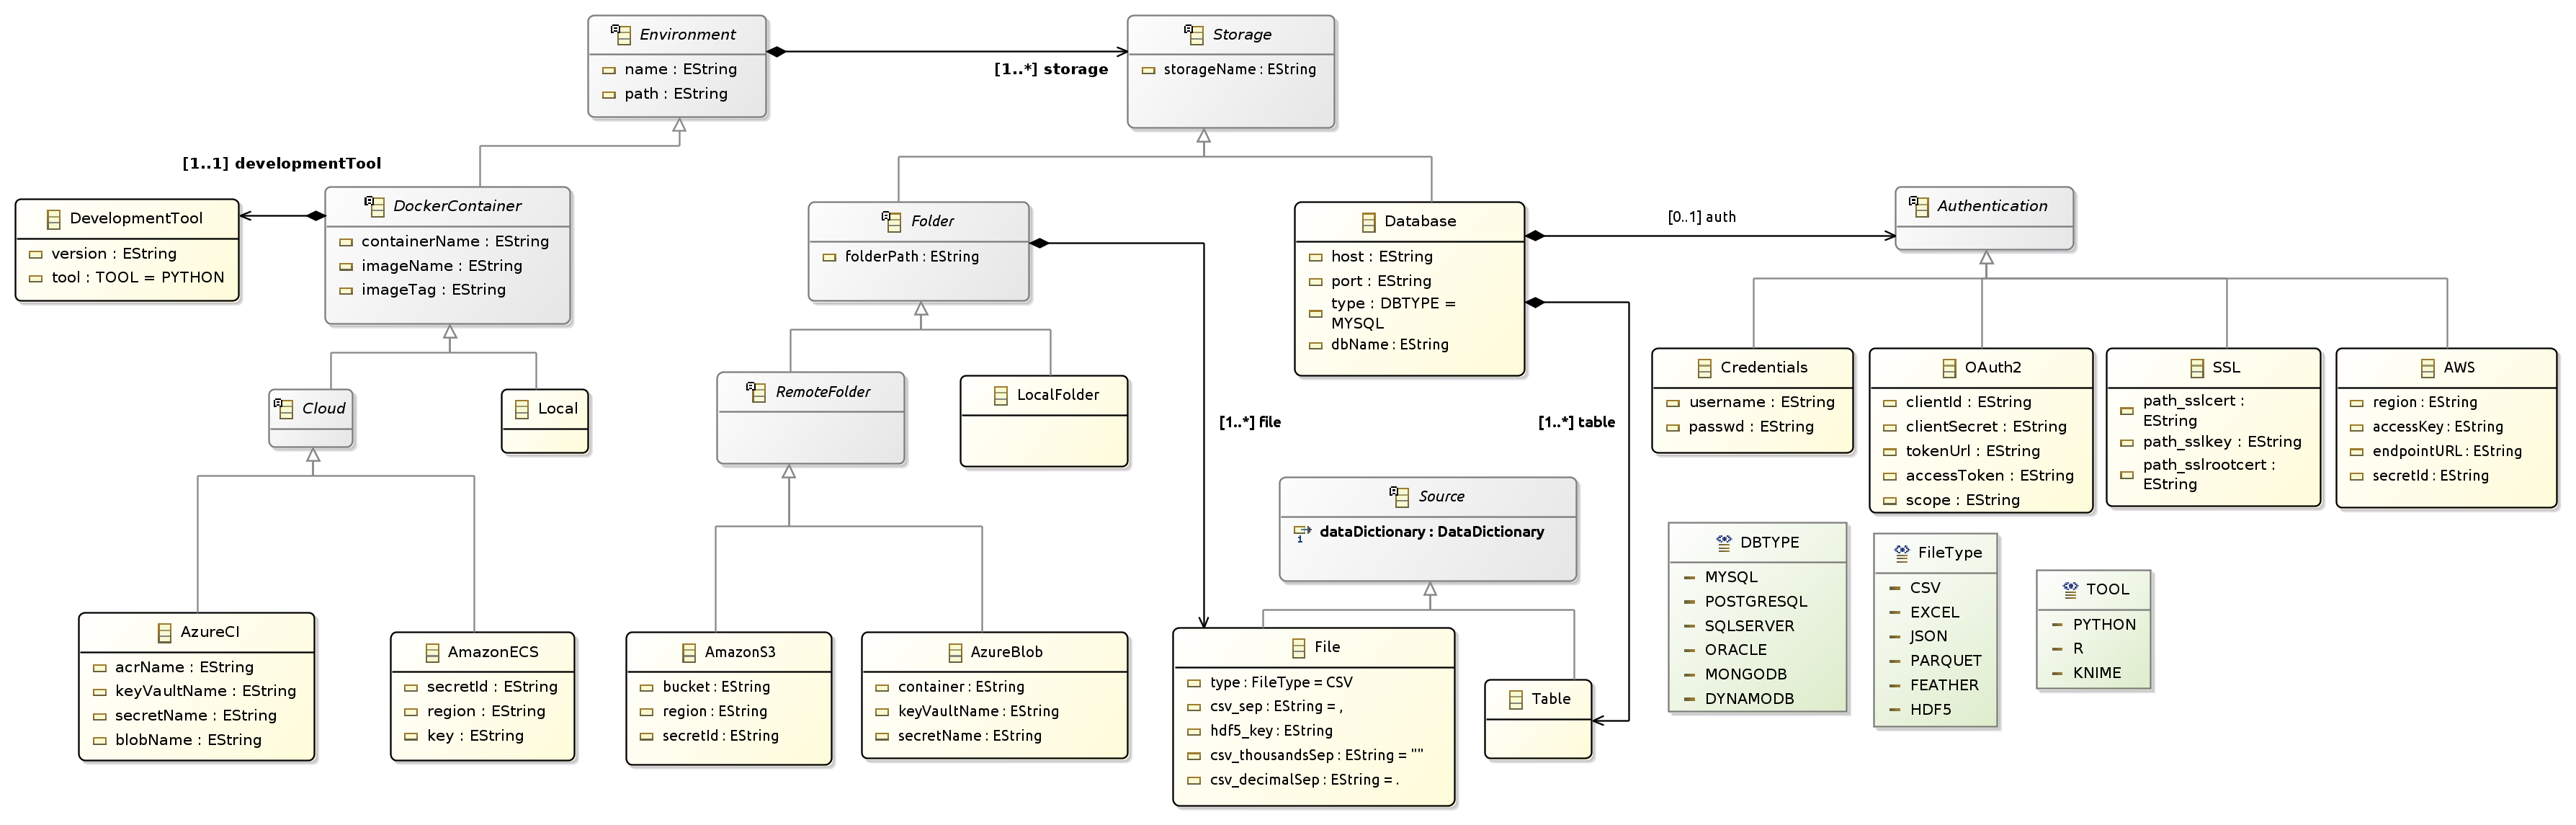 Environment
name : EString
path : EString
[1..*] storage
Storage
storageName : EString
[1..1] developmentTool
DevelopmentTool
version : EString
tool : TOOL = PYTHON
DockerContainer
containerName : EString
imageName : EString
imageTag : EString
Folder
folderPath : EString
Database
host : EString
port : EString
type : DBTYPE =
MYSQL
dbName : EString
[0..1] auth
Authentication
Cloud
Local
RemoteFolder
LocalFolder
[1..*] file
[1..*] table
Credentials
username : EString
passwd : EString
OAuth2
clientId : EString
clientSecret : EString
tokenUrl : EString
accessToken : EString
scope : EString
SSL
path_sslcert :
EString
path_sslkey : EString
path_sslrootcert :
EString
AWS
region : EString
accessKey : EString
endpointURL : EString
secretId : EString
Source
1
dataDictionary : DataDictionary
AzureCI
acrName : EString
keyVaultName : EString
secretName : EString
blobName : EString
AmazonECS
secretId : EString
region : EString
key : EString
AmazonS3
bucket : EString
region : EString
secretId : EString
AzureBlob
container : EString
keyVaultName : EString
secretName : EString
File
type : FileType = CSV
csv_sep : EString = ,
hdf5_key : EString
csv_thousandsSep : EString = ""
csv_decimalSep : EString = .
Table
DBTYPE
MYSQL
POSTGRESQL
SQLSERVER
ORACLE
MONGODB
DYNAMODB
FileType
CSV
EXCEL
JSON
PARQUET
FEATHER
HDF5
TOOL
PYTHON
R
KNIME